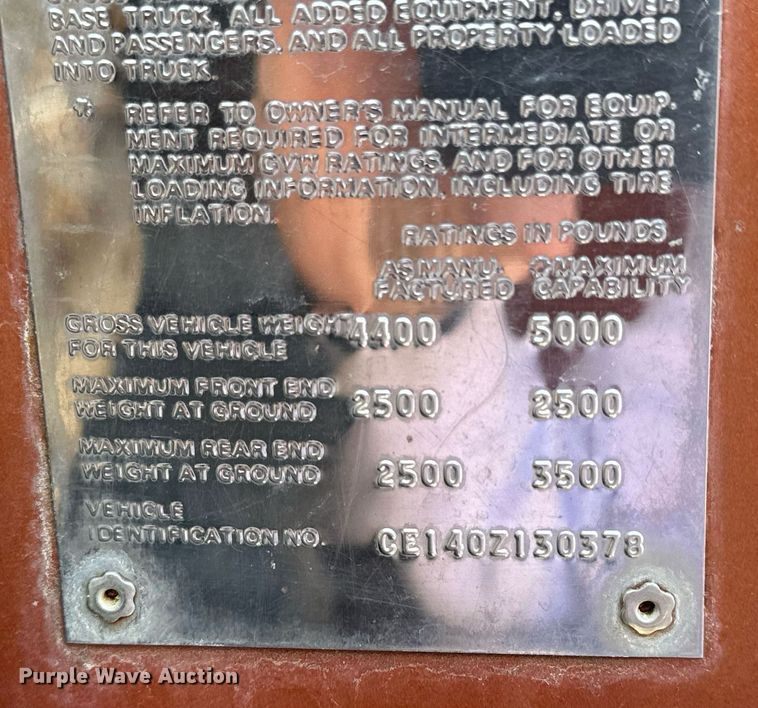 BASE TRUCK, ALL ADDED EQUIPMENT, DRIVER
AND PASSENGERS, AND ALL PROPERTY LOADED
INTO TRUCK.
* REFER TO OWNER'S MANUAL FOR EQUIP-
MENT REQUIRED FOR INTERMEDIATE OR
MAXIMUM GVW RATINGS, AND FOR OTHER
LOADING INFORMATION, INCLUDING TIRE
INFLATION.
RATINGS IN POUNDS
AS MANU- *MAXIMUM
FACTURED CAPABILITY
GROSS VEHICLE WEIGHT 4400 5000
FOR THIS VEHICLE
MAXIMUM FRONT END
WEIGHT AT GROUND 2500 2500
MAXIMUM REAR END
WEIGHT AT GROUND 2500 3500
VEHICLE
IDENTIFICATION NO. CE140Z130378
Purple Wave Auction